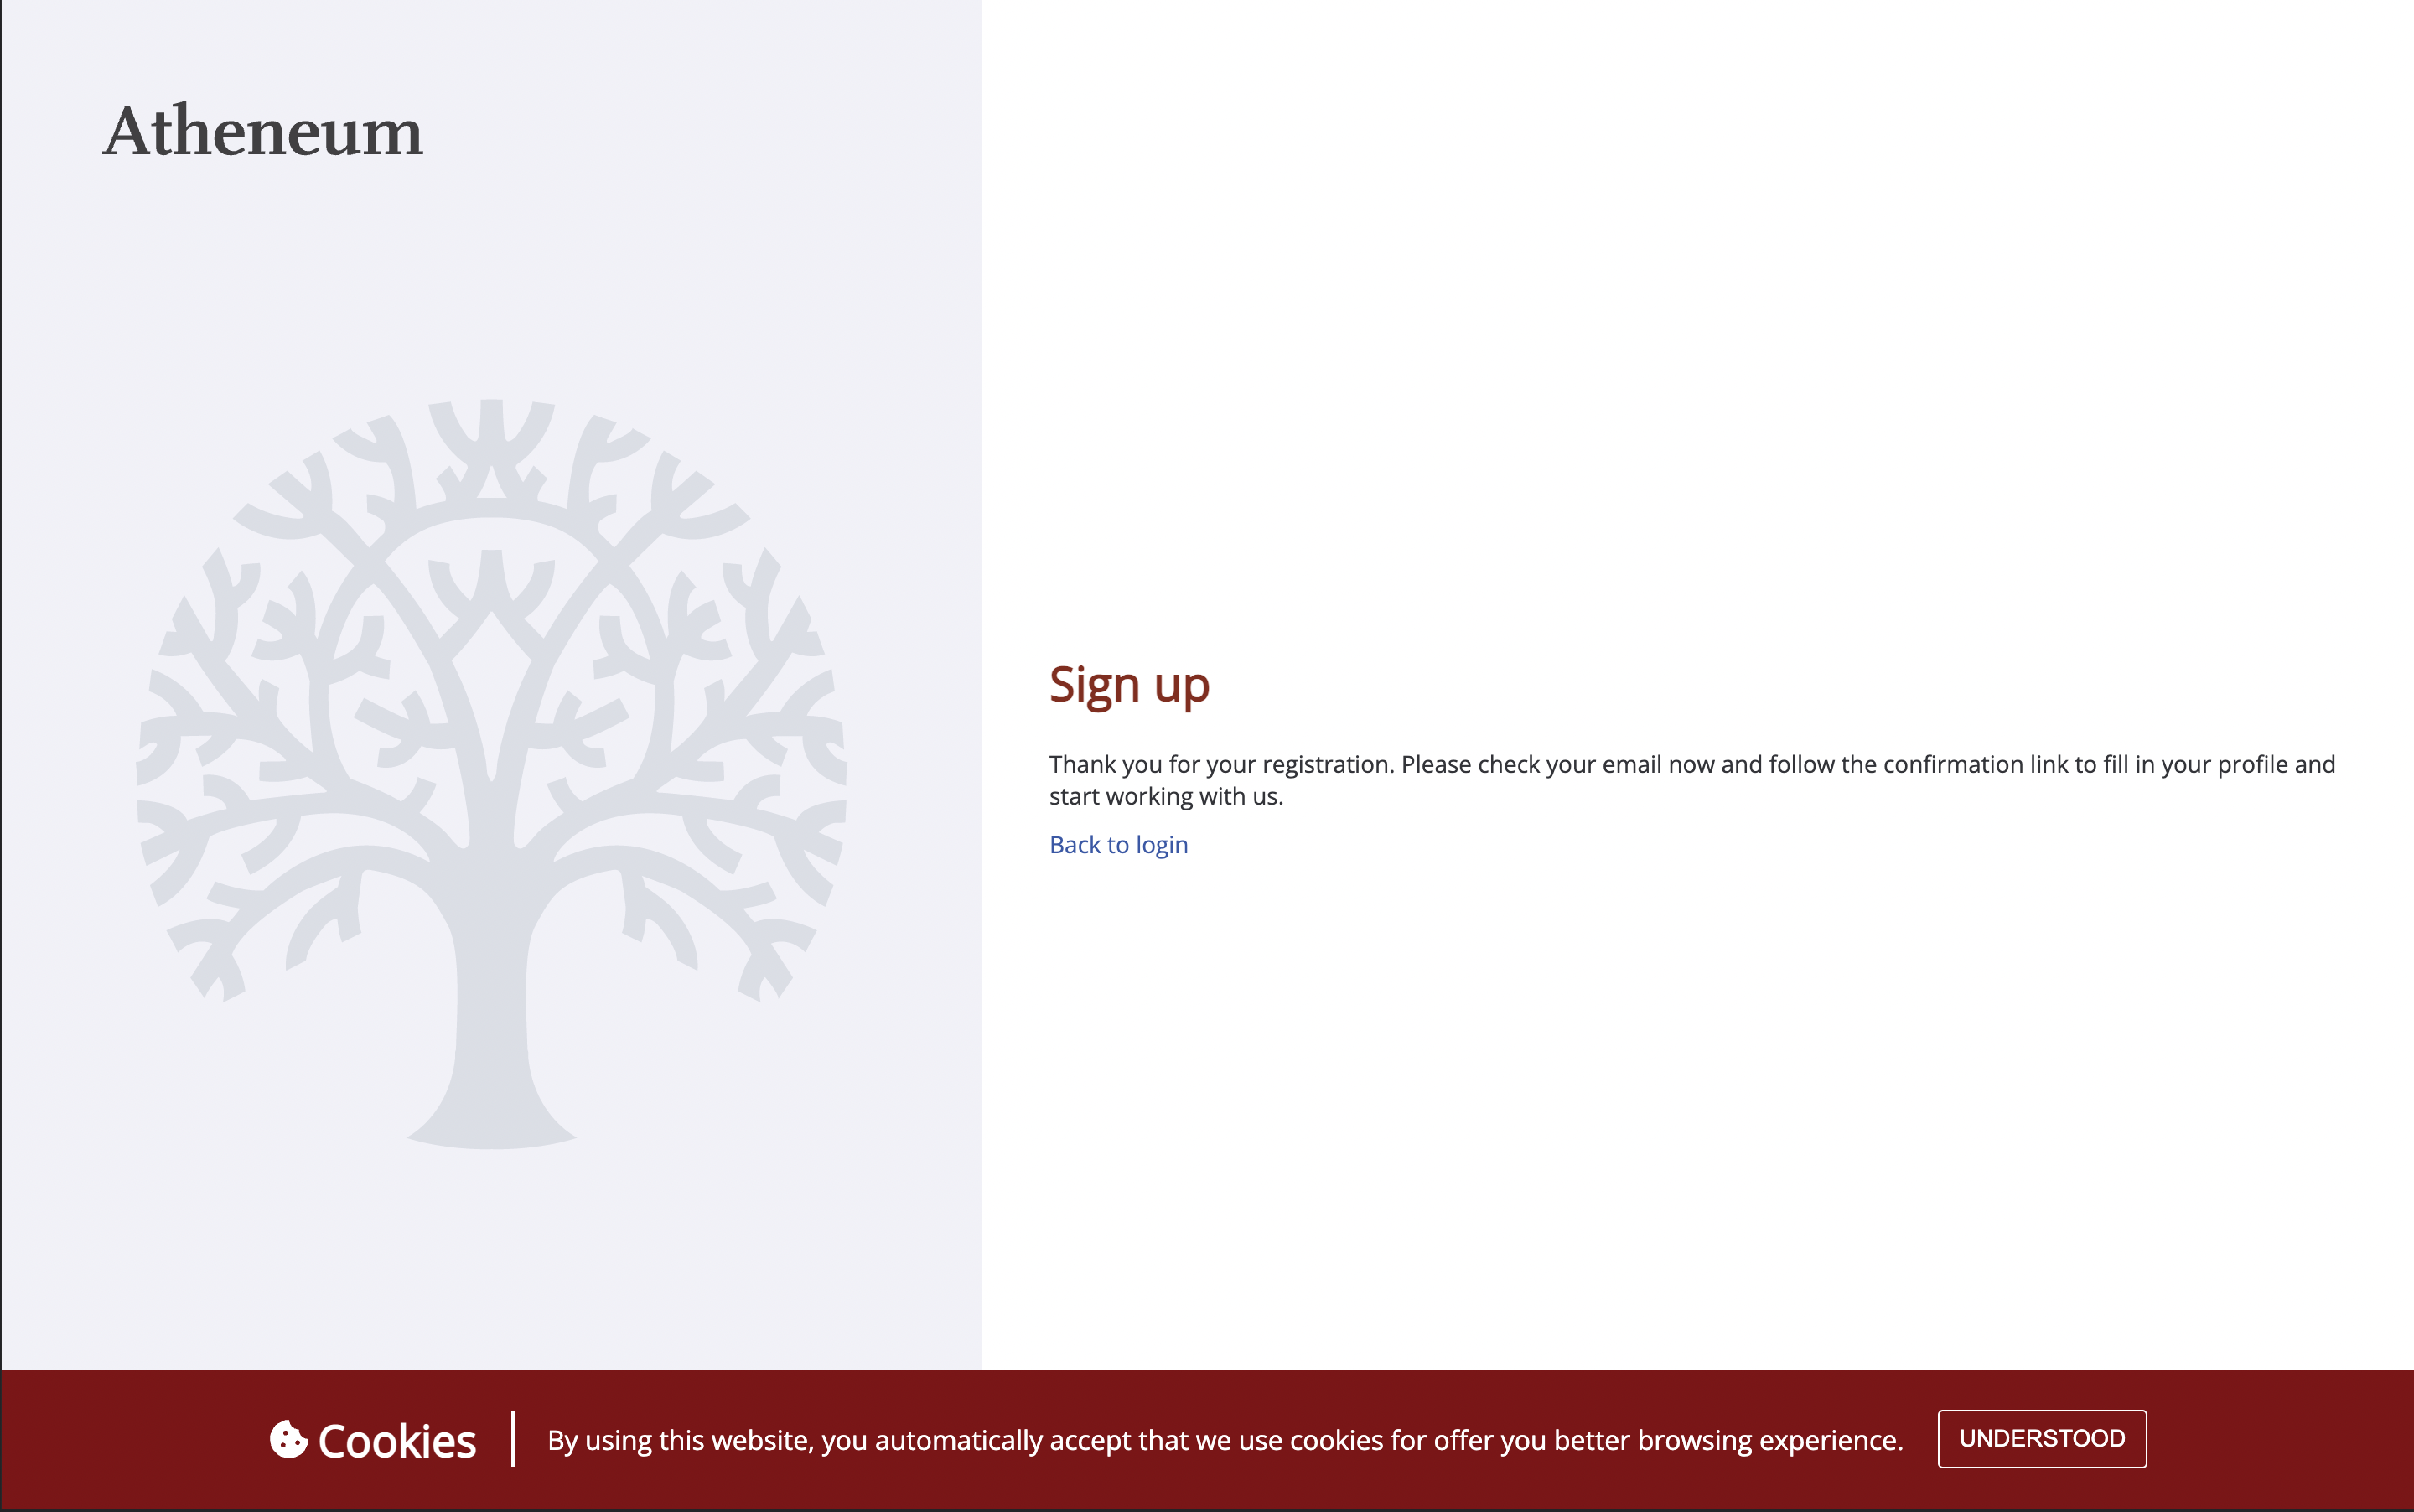 Atheneum
Sign up
Thank you for your registration. Please check your email now and follow the confirmation link to fill in your profile and
start working with us.
Back to login
Cookies
By using this website, you automatically accept that we use cookies for offer you better browsing experience.
UNDERSTOOD